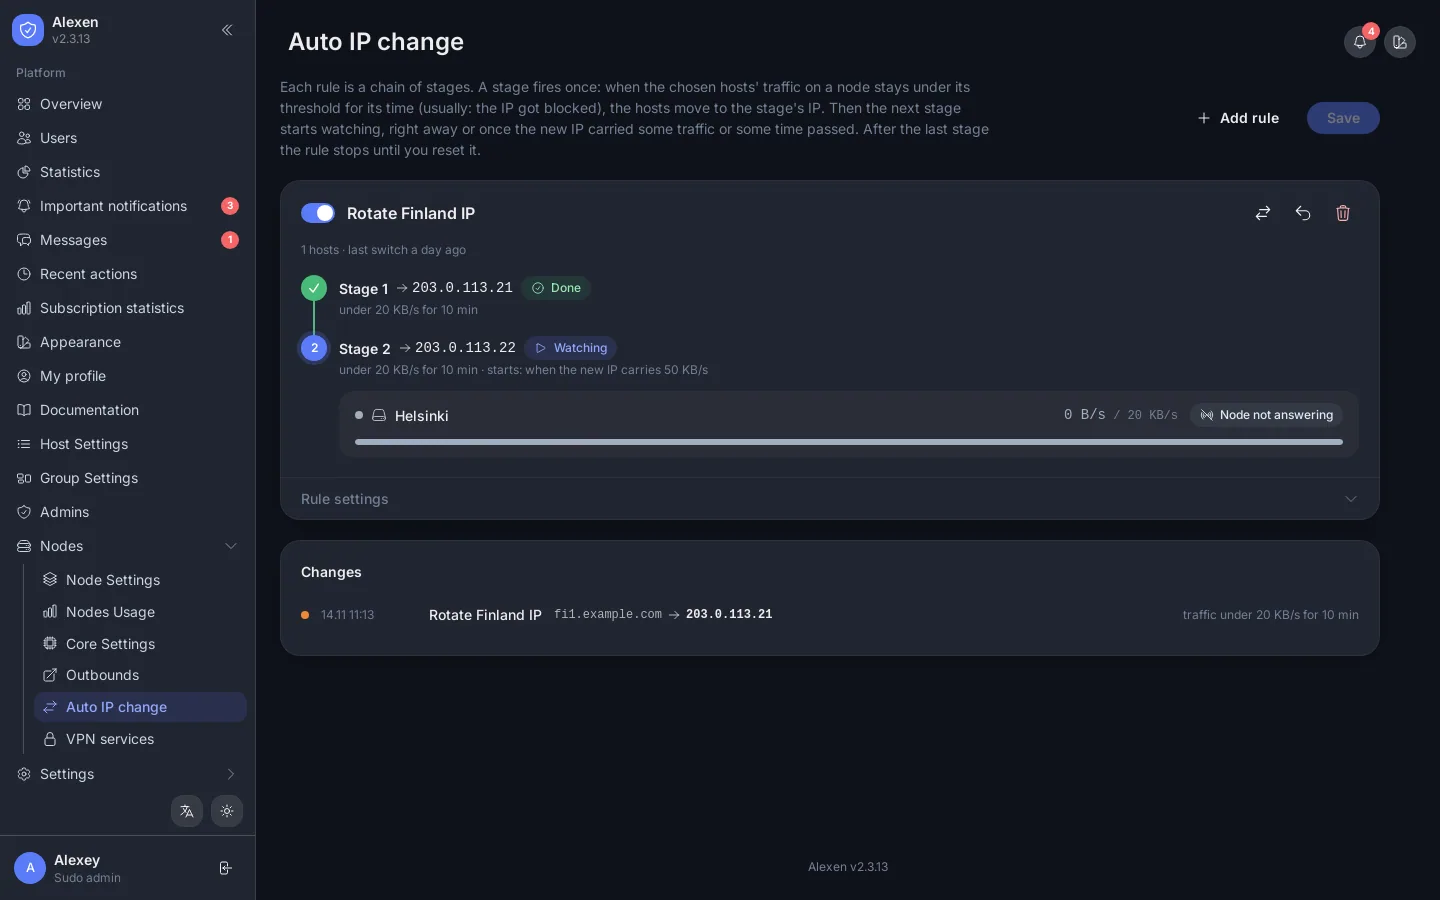 Alexen
v2.3.13
Platform
Overview
Users
Statistics
Important notifications 3
Messages 1
Recent actions
Subscription statistics
Appearance
My profile
Documentation
Host Settings
Group Settings
Admins
Nodes
Node Settings
Nodes Usage
Core Settings
Outbounds
Auto IP change
VPN services
Settings
A
Alexey
Sudo admin
Auto IP change
4
Each rule is a chain of stages. A stage fires once: when the chosen hosts' traffic on a node stays under its
threshold for its time (usually: the IP got blocked), the hosts move to the stage's IP. Then the next stage
starts watching, right away or once the new IP carried some traffic or some time passed. After the last stage
the rule stops until you reset it.
Add rule
Save
Rotate Finland IP
1 hosts · last switch a day ago
Stage 1 → 203.0.113.21 Done
under 20 KB/s for 10 min
2 Stage 2 → 203.0.113.22 Watching
under 20 KB/s for 10 min · starts: when the new IP carries 50 KB/s
Helsinki 0 B/s / 20 KB/s Node not answering
Rule settings
Changes
14.11 11:13 Rotate Finland IP fi1.example.com → 203.0.113.21 traffic under 20 KB/s for 10 min
Alexen v2.3.13